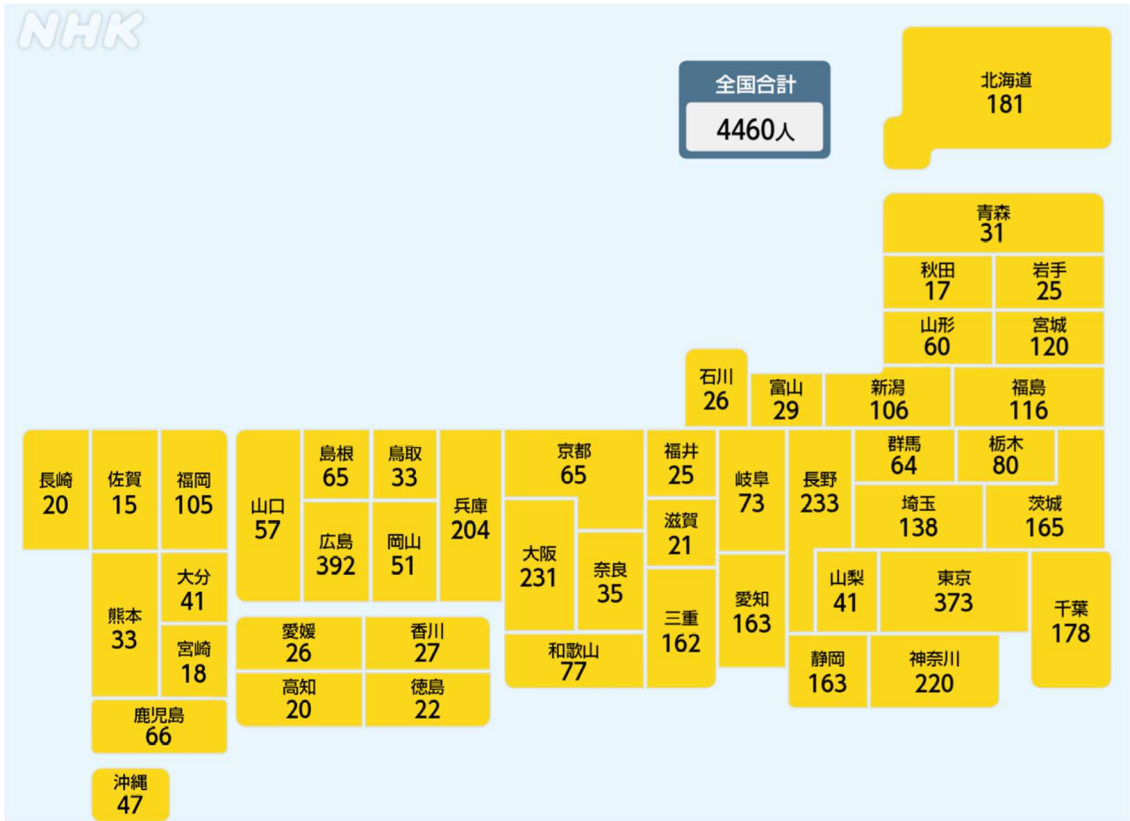 NHK
全国合計
4460人
北海道
181
青森
31
秋田
17
岩手
25
山形
60
宮城
120
石川
26
富山
29
新潟
106
福島
116
長崎
20
佐賀
15
福岡
105
山口
57
島根
65
鳥取
33
兵庫
204
京都
65
福井
25
岐阜
73
長野
233
群馬
64
栃木
80
広島
392
岡山
51
大阪
231
滋賀
21
埼玉
138
茨城
165
熊本
33
大分
41
奈良
35
三重
162
愛知
163
山梨
41
東京
373
千葉
178
宮崎
18
愛媛
26
香川
27
和歌山
77
静岡
163
神奈川
220
高知
20
徳島
22
鹿児島
66
沖縄
47